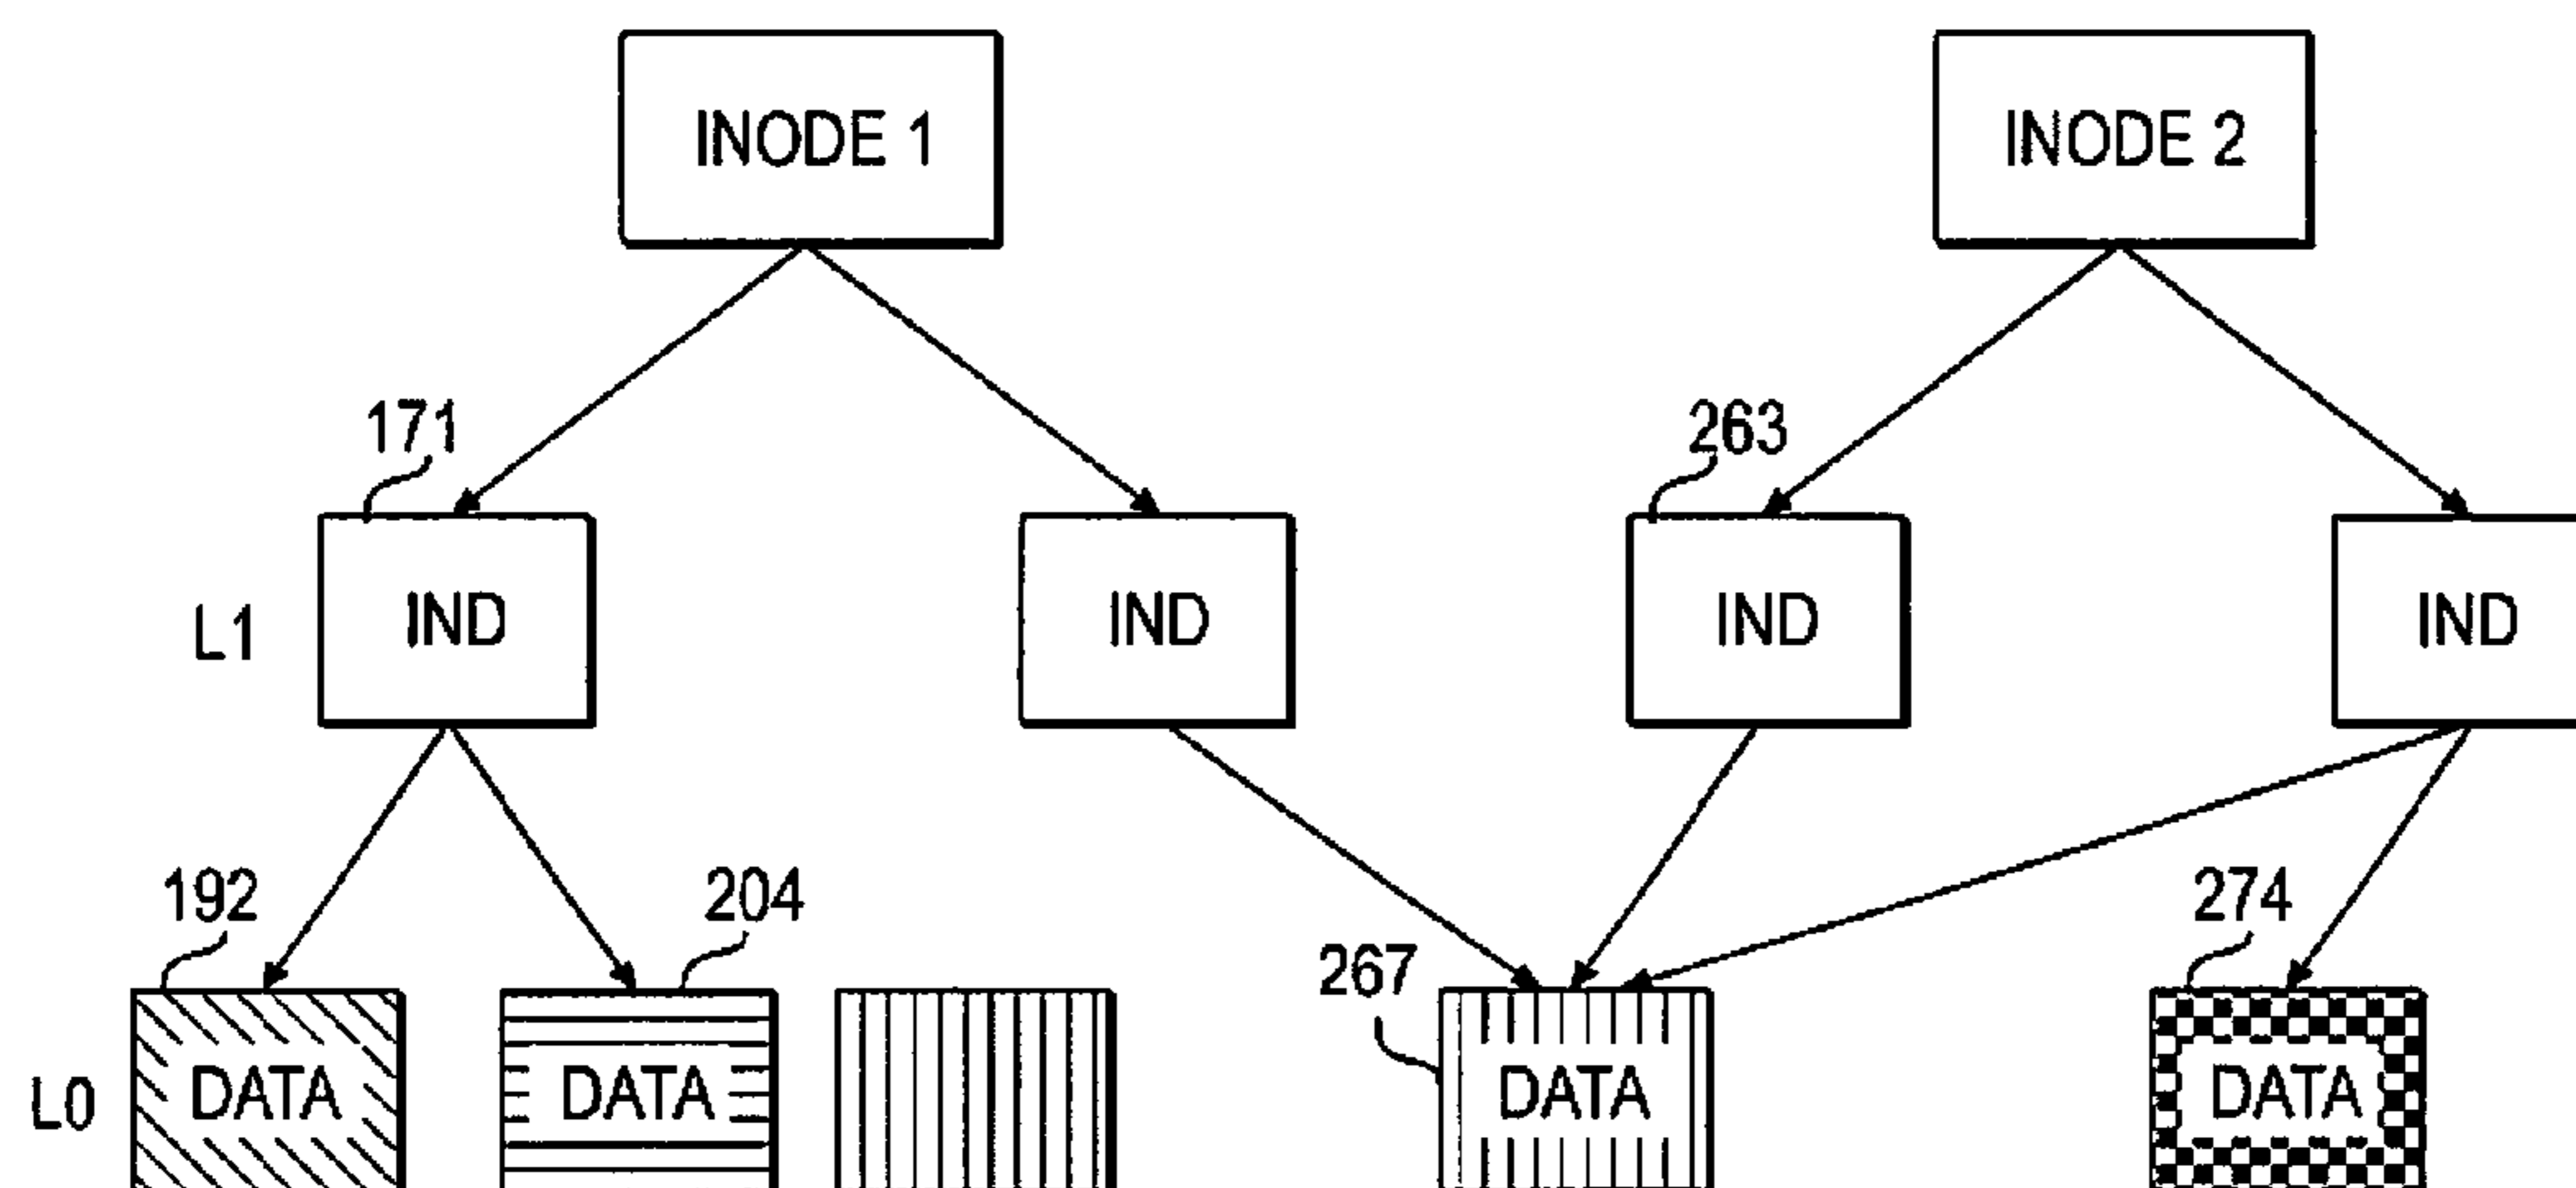 INODE 1
INODE 2
171
263
L1
IND
IND
IND
IND
192
204
267
274
L0
DATA
DATA
DATA
DATA